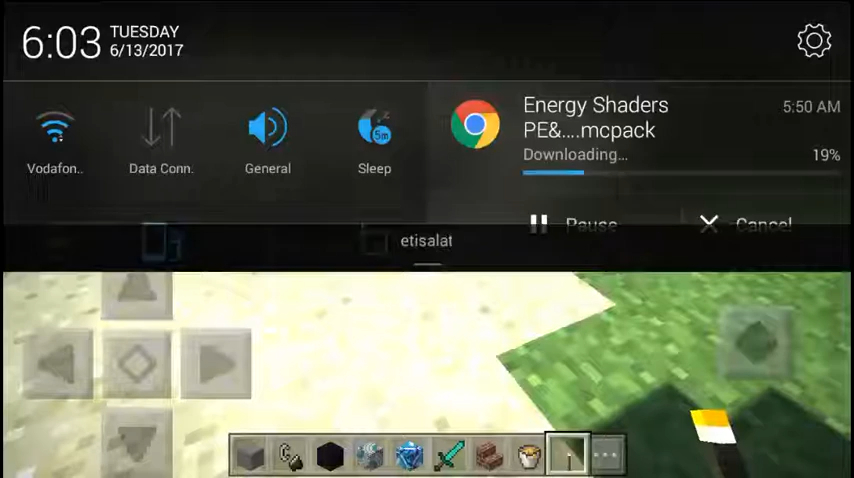 6:03 TUESDAY
6/13/2017
Energy Shaders
PE&....mcpack
5:50 AM
Downloading...
19%
Vodafon..
Data Conn.
General
5m
Sleep
Pause
Cancel
etisalat